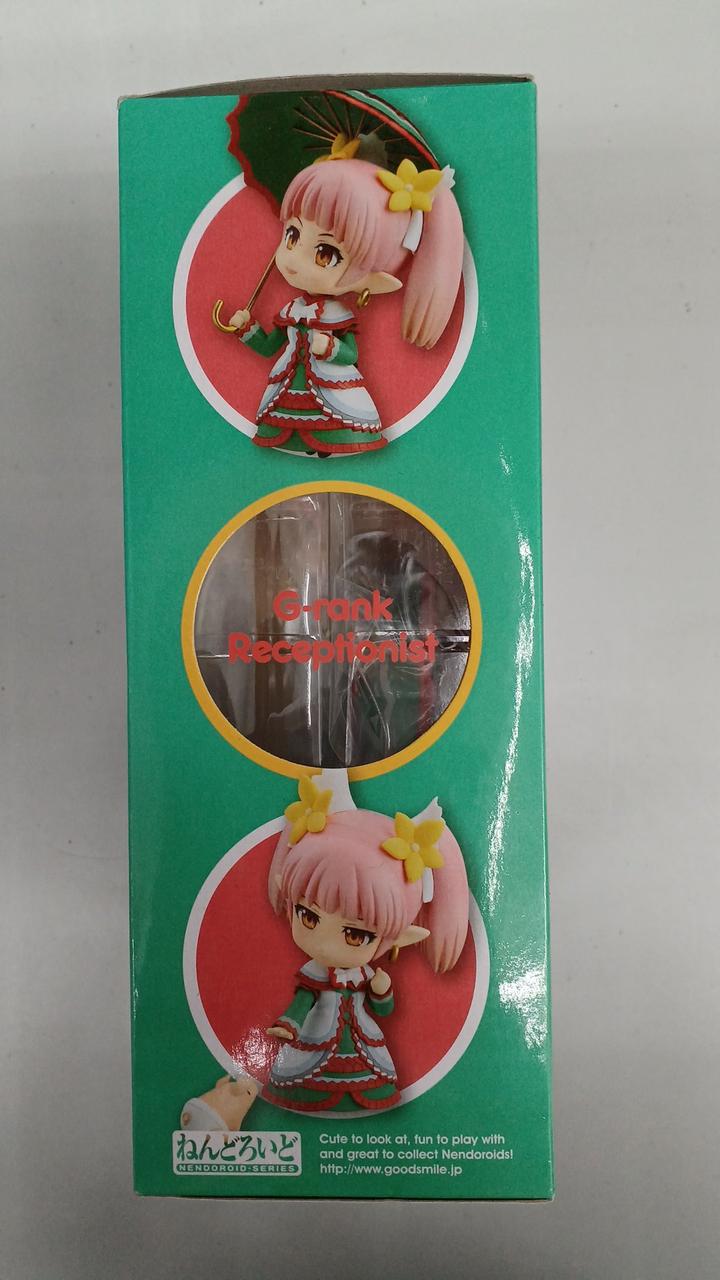 G-rank
Receptionist
ねんどろいど
NENDOROID-SERIES
Cute to look at, fun to play with
and great to collect Nendoroids!
http://www.goodsmile.jp